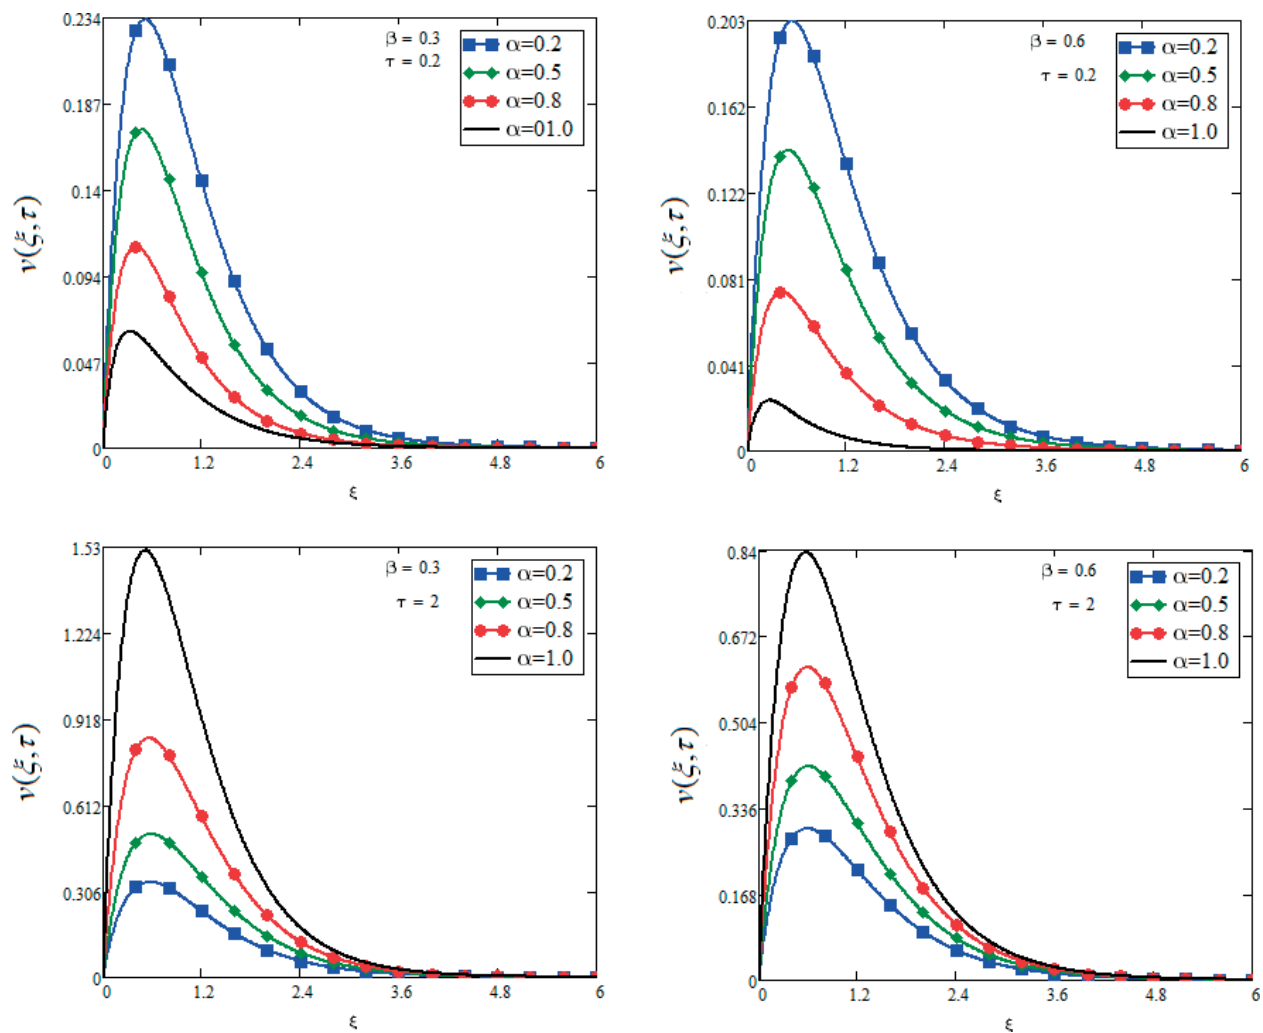 0.234
0.187
0.14
0.094
0.047
0
v(ξ,τ)
β = 0.3
τ = 0.2
α=0.2
α=0.5
α=0.8
α=01.0
0 1.2 2.4 3.6 4.8 6
ξ
0.203
0.162
0.122
0.081
0.041
0
v(ξ,τ)
β = 0.6
τ = 0.2
α=0.2
α=0.5
α=0.8
α=1.0
0 1.2 2.4 3.6 4.8 6
ξ
1.53
1.224
0.918
0.612
0.306
0
v(ξ,τ)
β = 0.3
τ = 2
α=0.2
α=0.5
α=0.8
α=1.0
0 1.2 2.4 3.6 4.8 6
ξ
0.84
0.672
0.504
0.336
0.168
0
v(ξ,τ)
β = 0.6
τ = 2
α=0.2
α=0.5
α=0.8
α=1.0
0 1.2 2.4 3.6 4.8 6
ξ